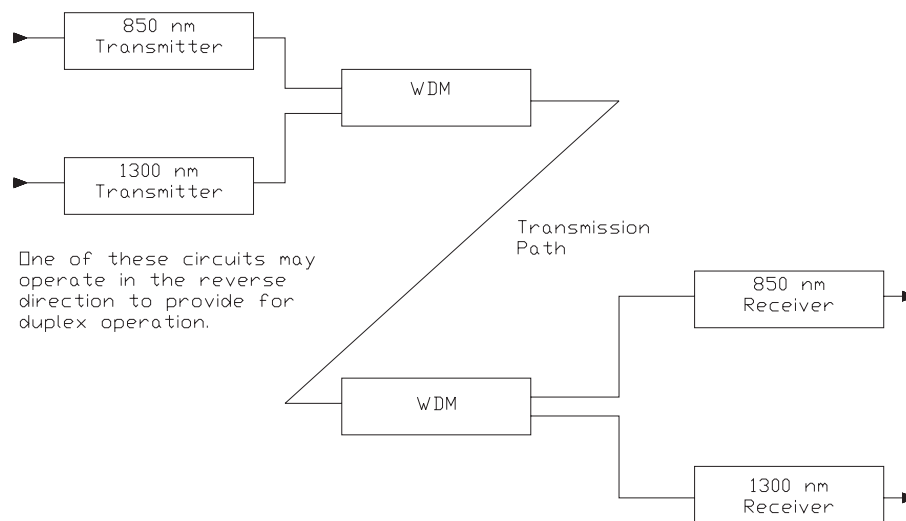 850 nm
Transmitter
WDM
1300 nm
Transmitter
Transmission
Path
One of these circuits may
operate in the reverse
direction to provide for
duplex operation.
850 nm
Receiver
WDM
1300 nm
Receiver